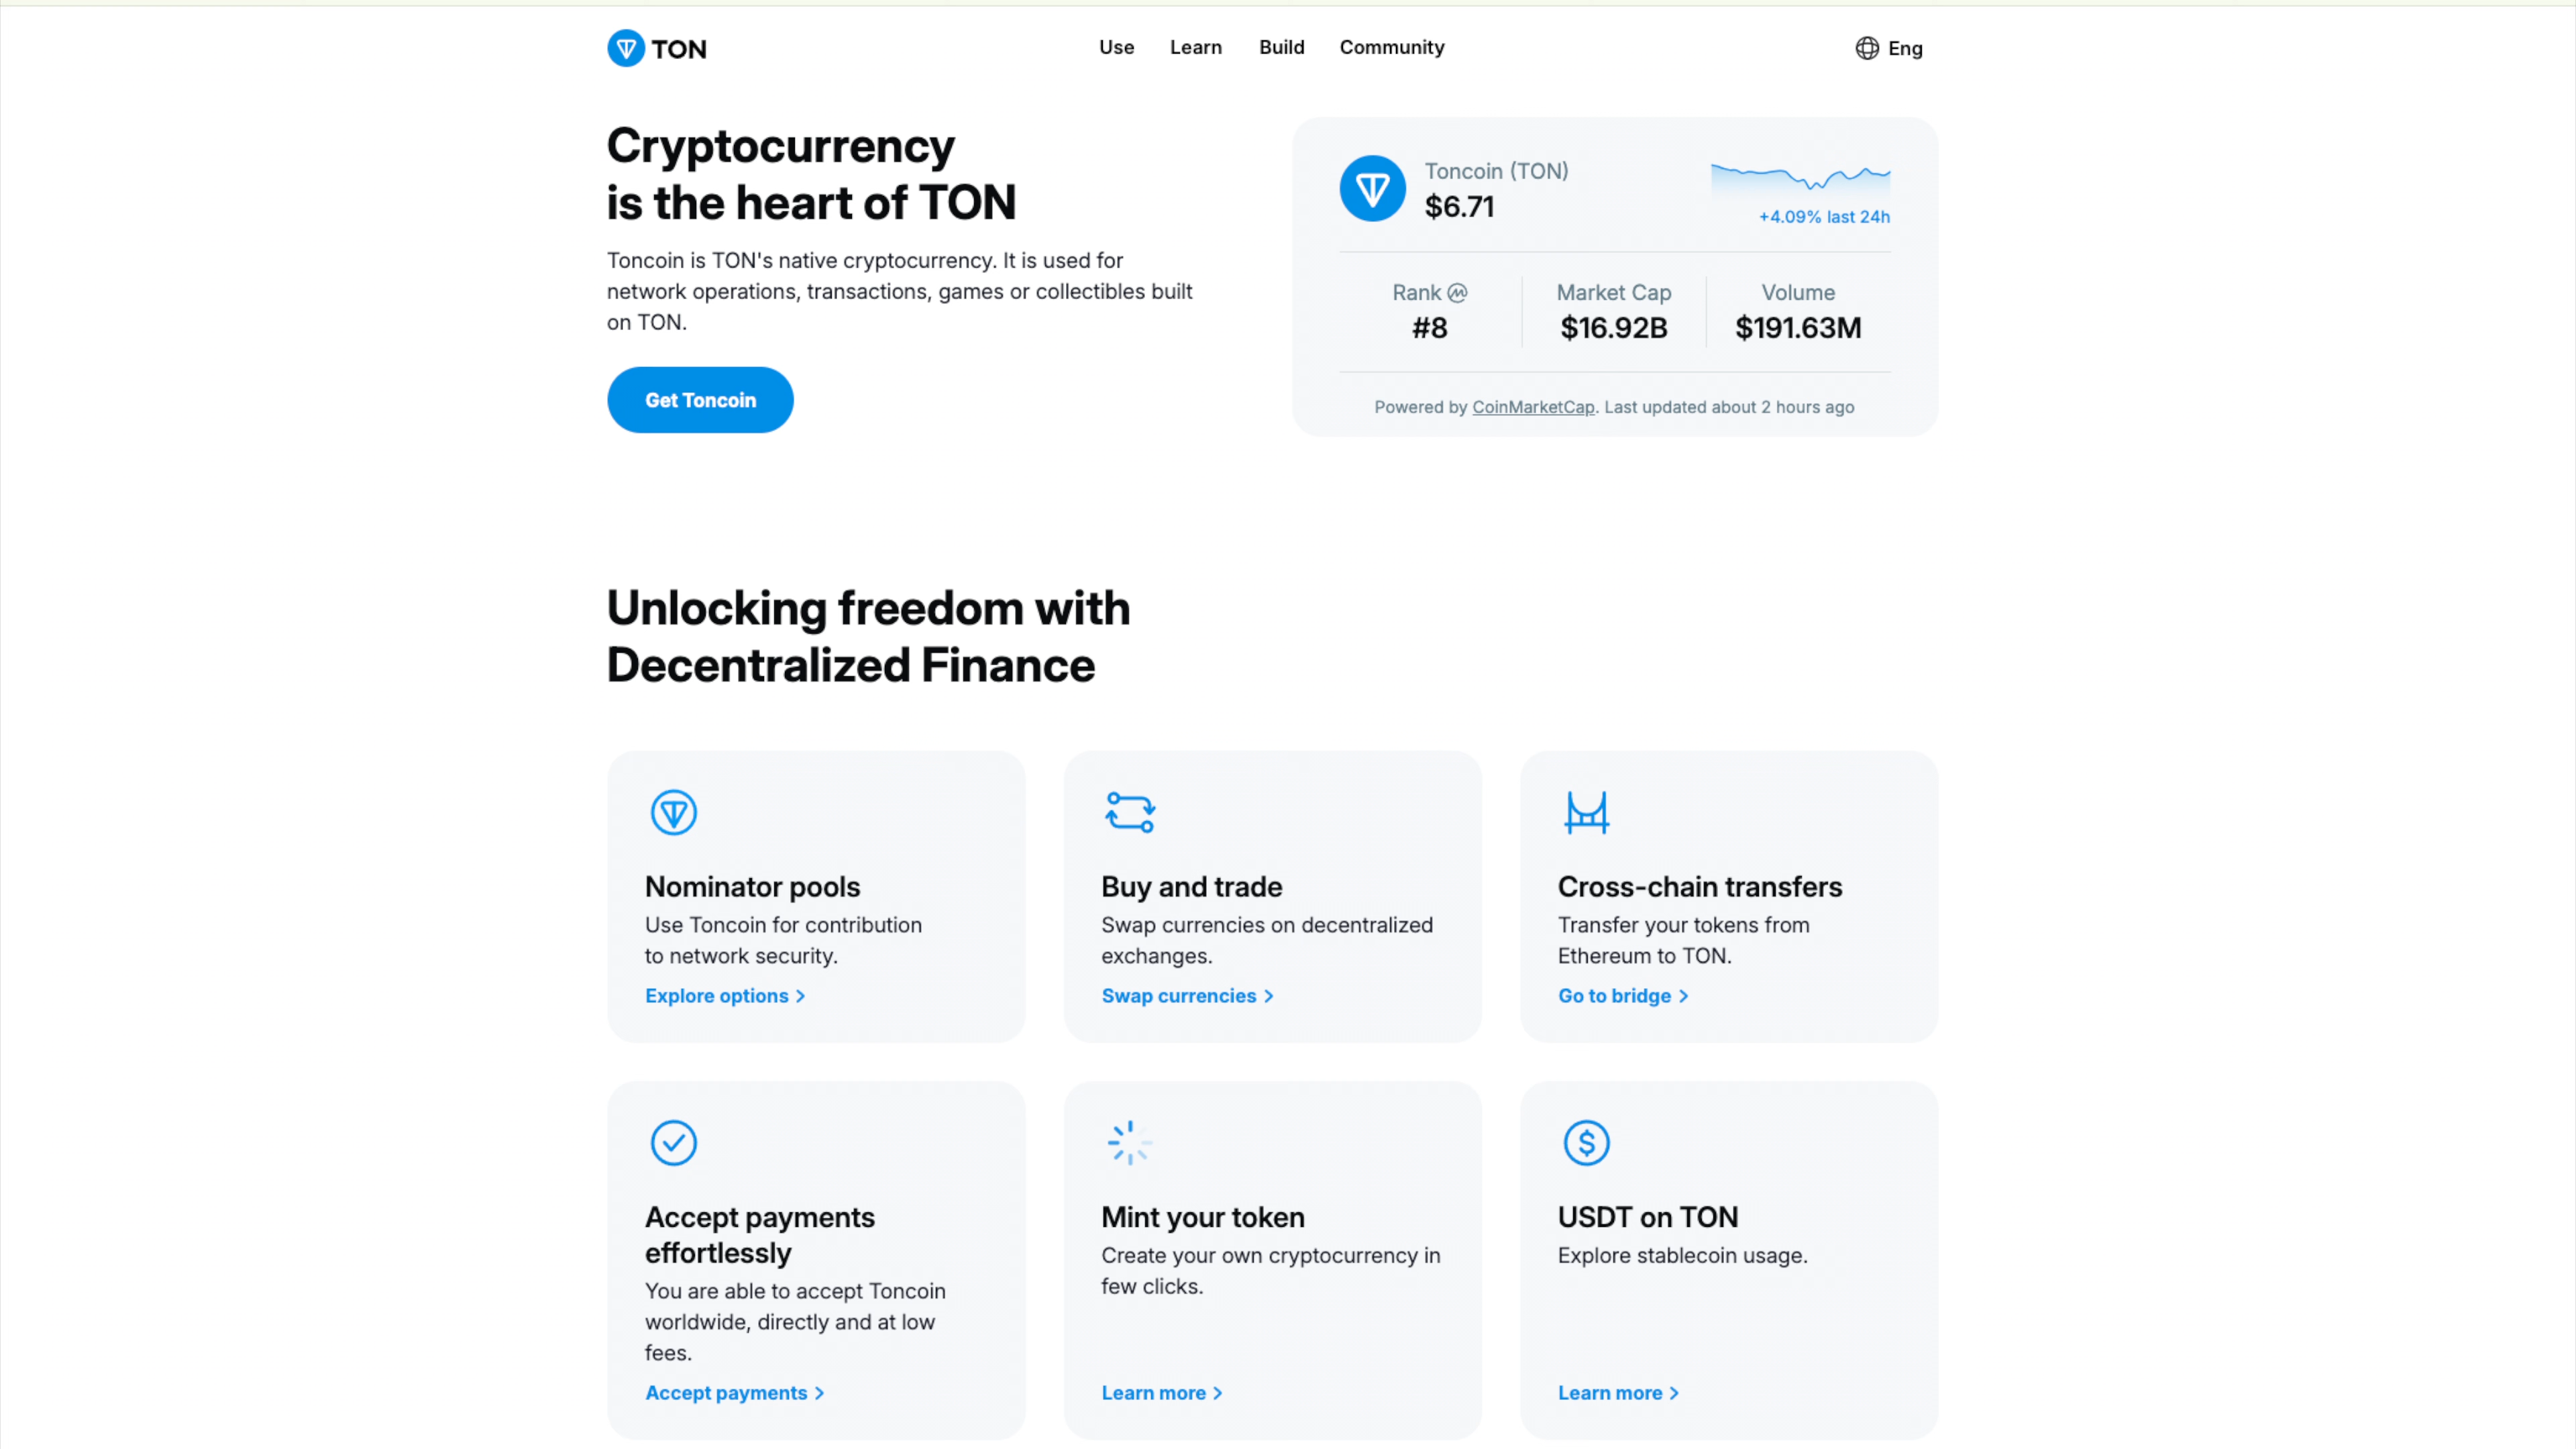 TON
Use Learn Build Community
Eng
Cryptocurrency
is the heart of TON
Toncoin is TON's native cryptocurrency. It is used for
network operations, transactions, games or collectibles built
on TON.
Get Toncoin
Toncoin (TON)
$6.71
+4.09% last 24h
Rank
#8
Market Cap
$16.92B
Volume
$191.63M
Powered by CoinMarketCap. Last updated about 2 hours ago
Unlocking freedom with
Decentralized Finance
Nominator pools
Use Toncoin for contribution
to network security.
Explore options >
Buy and trade
Swap currencies on decentralized
exchanges.
Swap currencies >
Cross-chain transfers
Transfer your tokens from
Ethereum to TON.
Go to bridge >
Accept payments
effortlessly
You are able to accept Toncoin
worldwide, directly and at low
fees.
Accept payments >
Mint your token
Create your own cryptocurrency in
few clicks.
Learn more >
USDT on TON
Explore stablecoin usage.
Learn more >